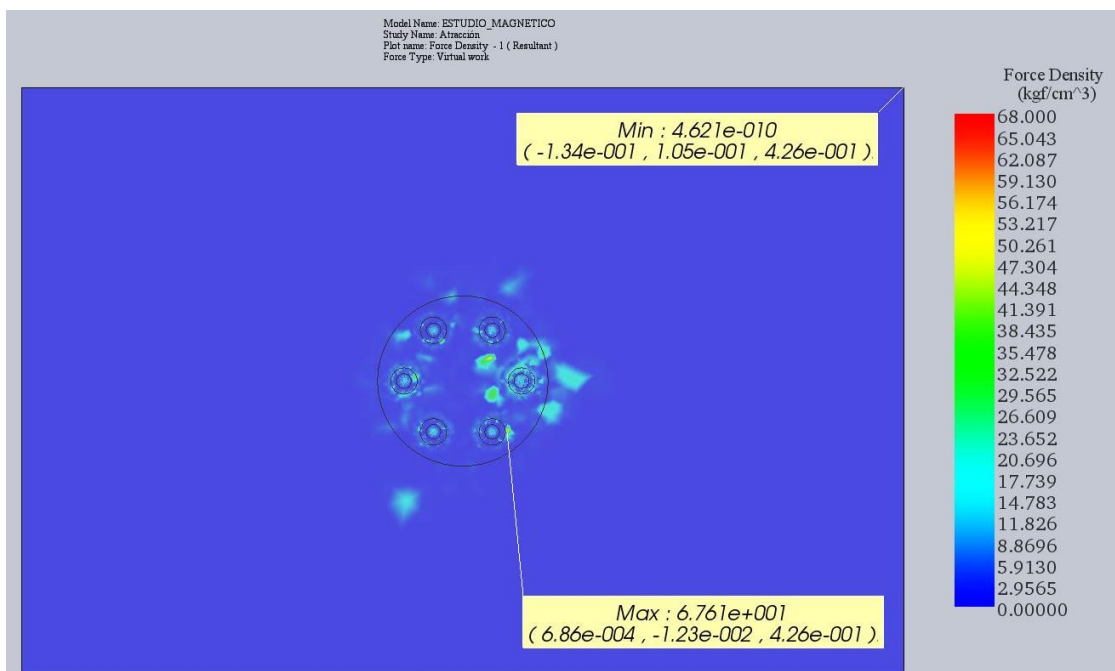 Model Name: ESTUDIO_MAGNETICO
Study Name: Atracción
Plot name: Force Density - 1 ( Resultant )
Force Type: Virtual work
Force Density
(kgf/cm^3)
Min : 4.621e-010
( -1.34e-001 , 1.05e-001 , 4.26e-001 ).
68.000
65.043
62.087
59.130
56.174
53.217
50.261
47.304
44.348
41.391
38.435
35.478
32.522
29.565
26.609
23.652
20.696
17.739
14.783
11.826
8.8696
5.9130
2.9565
0.00000
Max : 6.761e+001
( 6.86e-004 , -1.23e-002 , 4.26e-001 ).